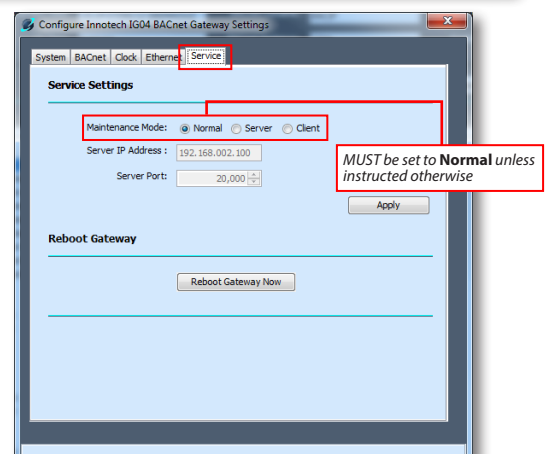 Configure Innotech IG04 BACnet Gateway Settings
System BACnet Clock Ethernet Service
Service Settings
Maintenance Mode: Normal Server Client
Server IP Address : 192.168.002.100
Server Port: 20,000
MUST be set to Normal unless
instructed otherwise
Apply
Reboot Gateway
Reboot Gateway Now